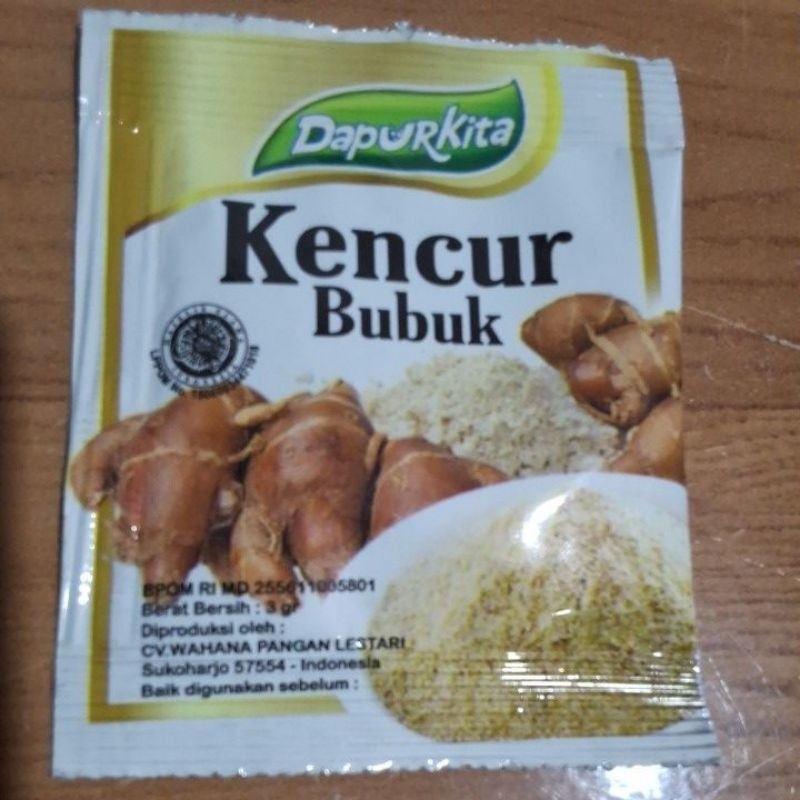 DapurKita
Kencur
Bubuk
BPOM RI MD 255611005801
Berat Bersih : 3 gr
Diproduksi oleh :
CV.WAHANA PANGAN LESTARI
Sukoharjo 57554 - Indonesia
Baik digunakan sebelum :